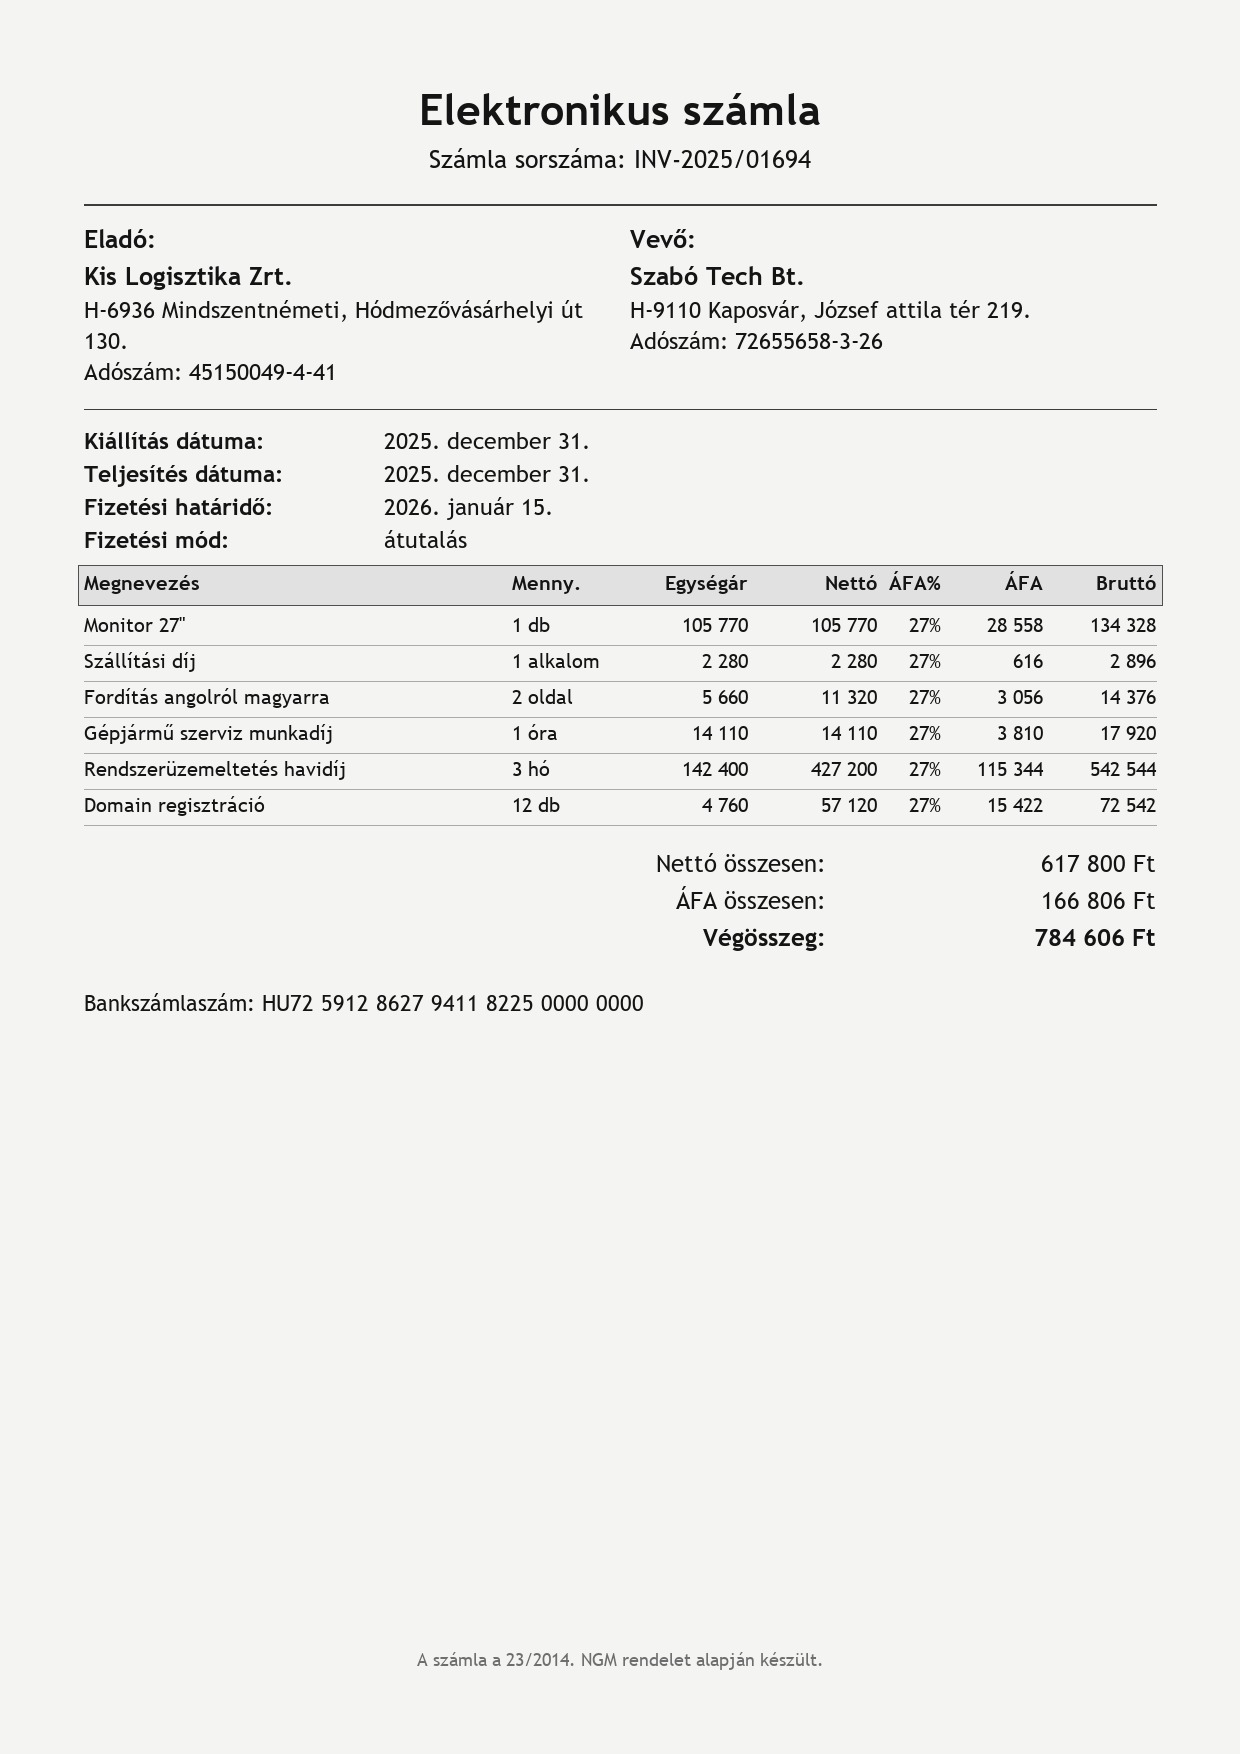 Elektronikus számla
Számla sorszáma: INV-2025/01694
Eladó:
Kis Logisztika Zrt.
H-6936 Mindszentnémeti, Hódmezővásárhelyi út
130.
Adószám: 45150049-4-41
Vevő:
Szabó Tech Bt.
H-9110 Kaposvár, József attila tér 219.
Adószám: 72655658-3-26
Kiállítás dátuma: 2025. december 31.
Teljesítés dátuma: 2025. december 31.
Fizetési határidő: 2026. január 15.
Fizetési mód: átutalás
Megnevezés Menny. Egységár Nettó ÁFA% ÁFA Bruttó
Monitor 27" 1 db 105 770 105 770 27% 28 558 134 328
Szállítási díj 1 alkalom 2 280 2 280 27% 616 2 896
Fordítás angolról magyarra 2 oldal 5 660 11 320 27% 3 056 14 376
Gépjármű szerviz munkadíj 1 óra 14 110 14 110 27% 3 810 17 920
Rendszerüzemeltetés havidíj 3 hó 142 400 427 200 27% 115 344 542 544
Domain regisztráció 12 db 4 760 57 120 27% 15 422 72 542
Nettó összesen: 617 800 Ft
ÁFA összesen: 166 806 Ft
Végösszeg: 784 606 Ft
Bankszámlaszám: HU72 5912 8627 9411 8225 0000 0000
A számla a 23/2014. NGM rendelet alapján készült.